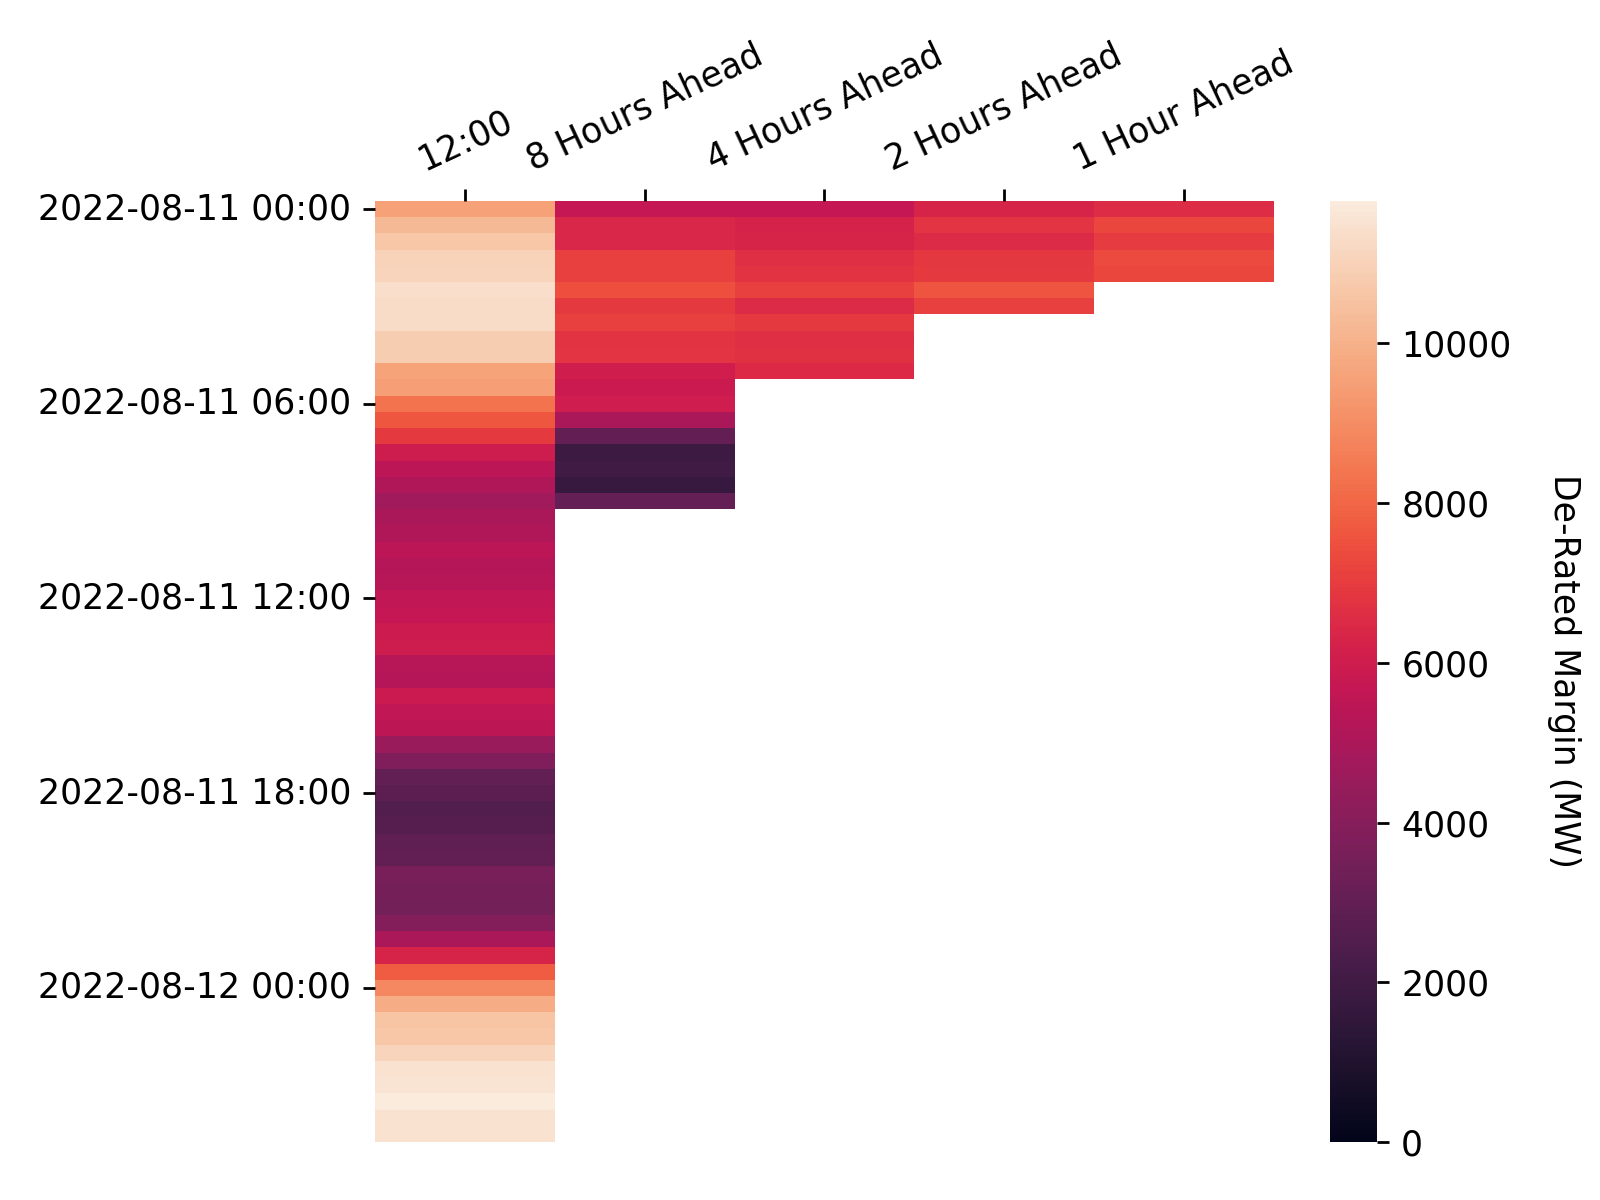 12:00
8 Hours Ahead
4 Hours Ahead
2 Hours Ahead
1 Hour Ahead
2022-08-11 00:00
2022-08-11 06:00
2022-08-11 12:00
2022-08-11 18:00
2022-08-12 00:00
10000
8000
6000
4000
2000
0
De-Rated Margin (MW)